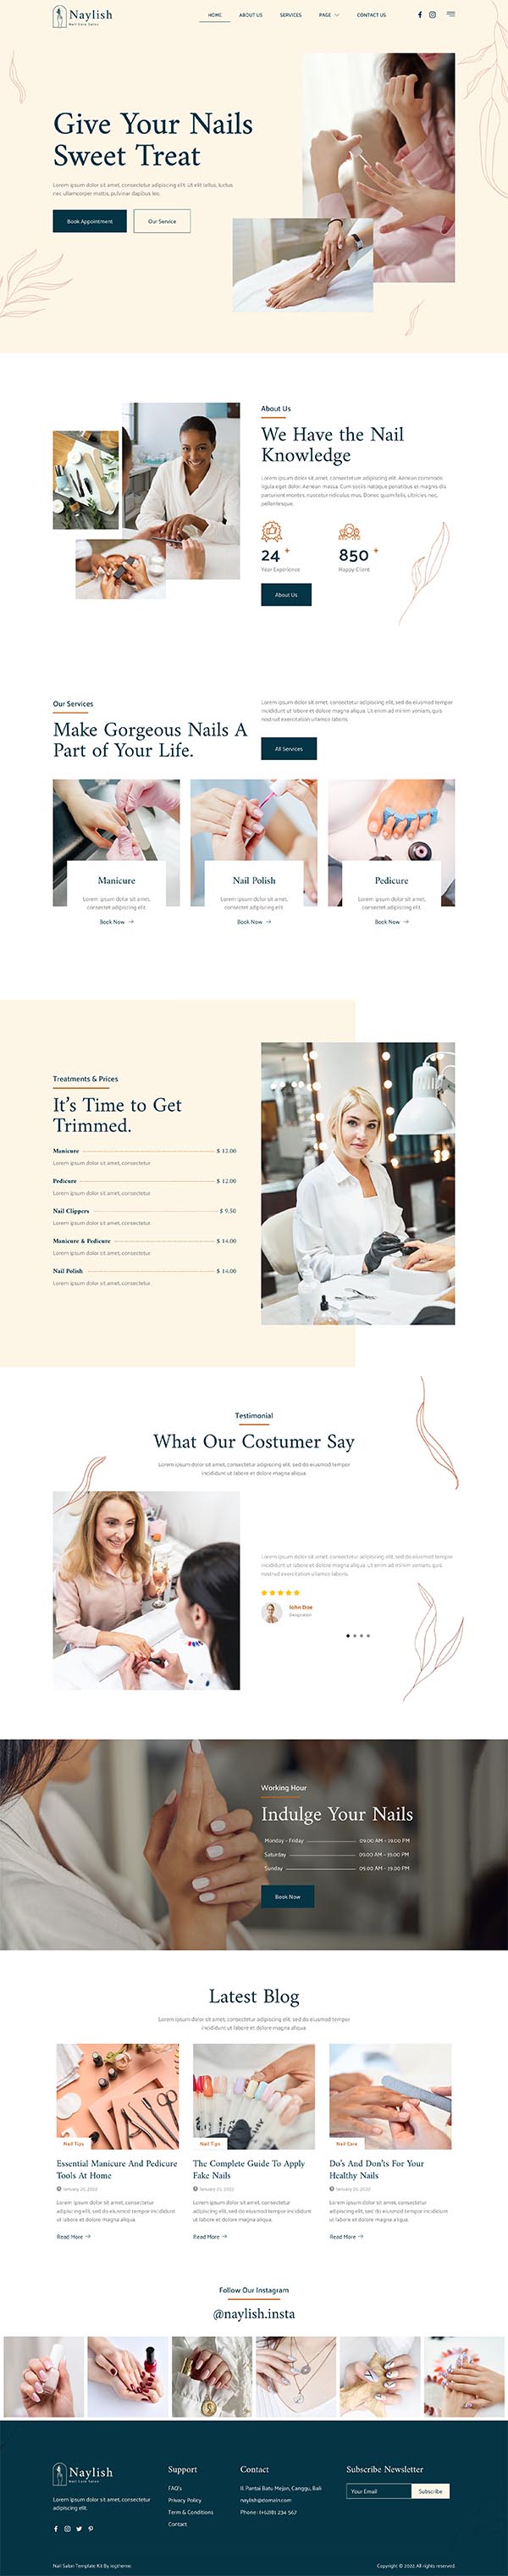 Naylish
Nail Care Salon
HOME ABOUT US SERVICES PAGE CONTACT US
Give Your Nails
Sweet Treat
Lorem ipsum dolor sit amet, consectetur adipiscing elit. Ut elit tellus, luctus
nec ullamcorper mattis, pulvinar dapibus leo.
Book Appointment
Our Service
About Us
We Have the Nail
Knowledge
Lorem ipsum dolor sit amet, consectetuer adipiscing elit. Aenean commodo
ligula eget dolor. Aenean massa. Cum sociis natoque penatibus et magnis dis
parturient montes, nascetur ridiculus mus. Donec quam felis, ultricies nec,
pellentesque.
24 +
Year Experience
850 +
Happy Client
About Us
Our Services
Make Gorgeous Nails A
Part of Your Life.
Lorem ipsum dolor sit amet, consectetur adipiscing elit, sed do eiusmod tempor
incididunt ut labore et dolore magna aliqua. Ut enim ad minim veniam, quis
nostrud exercitation ullamco laboris.
All Services
Manicure
Lorem ipsum dolor sit amet,
consectet adipiscing elit.
Book Now →
Nail Polish
Lorem ipsum dolor sit amet,
consectetur adipiscing elit.
Book Now →
Pedicure
Lorem ipsum dolor sit amet,
consectet adipiscing elit.
Book Now →
Treatments & Prices
It's Time to Get
Trimmed.
Manicure $ 12.00
Lorem ipsum dolor sit amet, consectetur
Pedicure $ 12.00
Lorem ipsum dolor sit amet, consectetur
Nail Clippers $ 9.50
Lorem ipsum dolor sit amet, consectetur
Manicure & Pedicure $ 14.00
Lorem ipsum dolor sit amet, consectetur
Nail Polish $ 14.00
Lorem ipsum dolor sit amet, consectetur
Testimonial
What Our Costumer Say
Lorem ipsum dolor sit amet, consectetur adipiscing elit, sed do eiusmod tempor
incididunt ut labore et dolore magna aliqua.
Lorem ipsum dolor sit amet, consectetur adipiscing elit, sed do eiusmod tempor
incididunt ut labore et dolore magna aliqua. Ut enim ad minim veniam, quis
nostrud exercitation ullamco laboris.
John Doe
Designation
Working Hour
Indulge Your Nails
Monday - Friday 09.00 AM - 19.00 PM
Saturday 09.00 AM - 19.00 PM
Sunday 09.00 AM - 19.00 PM
Book Now
Latest Blog
Lorem ipsum dolor sit amet, consectetur adipiscing elit, sed do eiusmod tempor
incididunt ut labore et dolore magna aliqua.
Nail Tips
Essential Manicure And Pedicure
Tools At Home
January 20, 2022
Lorem ipsum dolor sit amet, consectetur
adipiscing elit, sed do eiusmod tempor incididunt
ut labore et dolore magna aliqua
Read More →
Nail Tips
The Complete Guide To Apply
Fake Nails
January 20, 2022
Lorem ipsum dolor sit amet, consectetur
adipiscing elit, sed do eiusmod tempor incididunt
ut labore et dolore magna aliqua
Read More →
Nail Care
Do's And Don'ts For Your
Healthy Nails
January 20, 2022
Lorem ipsum dolor sit amet, consectetur
adipiscing elit, sed do eiusmod tempor incididunt
ut labore et dolore magna aliqua
Read More →
Follow Our Instagram
@naylish.insta
Naylish
Nail Care Salon
Lorem ipsum dolor sit amet, consectetur
adipiscing elit.
Support
FAQ's
Privacy Policy
Term & Conditions
Contact
Contact
Jl. Pantai Batu Mejan, Canggu, Bali
naylish@domain.com
Phone : (+6281) 234 567
Subscribe Newsletter
Your Email Subscribe
Nail Salon Template Kit By Jegtheme.
Copyright © 2022. All rights reserved.